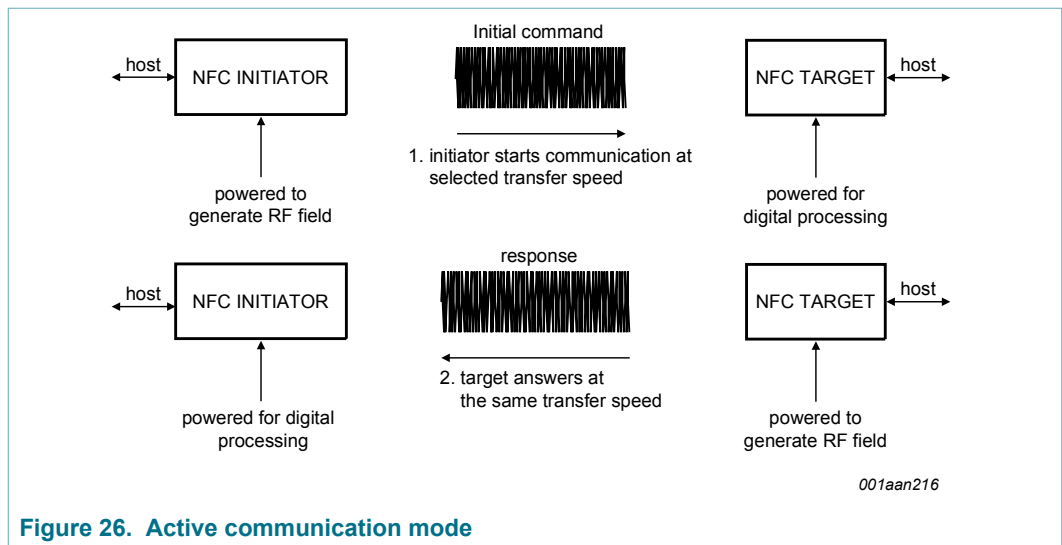 Initial command
host
NFC INITIATOR
NFC TARGET
host
1. initiator starts communication at
selected transfer speed
powered to
generate RF field
powered for
digital processing
response
host
NFC INITIATOR
NFC TARGET
host
2. target answers at
the same transfer speed
powered for digital
processing
powered to
generate RF field
001aan216
Figure 26. Active communication mode